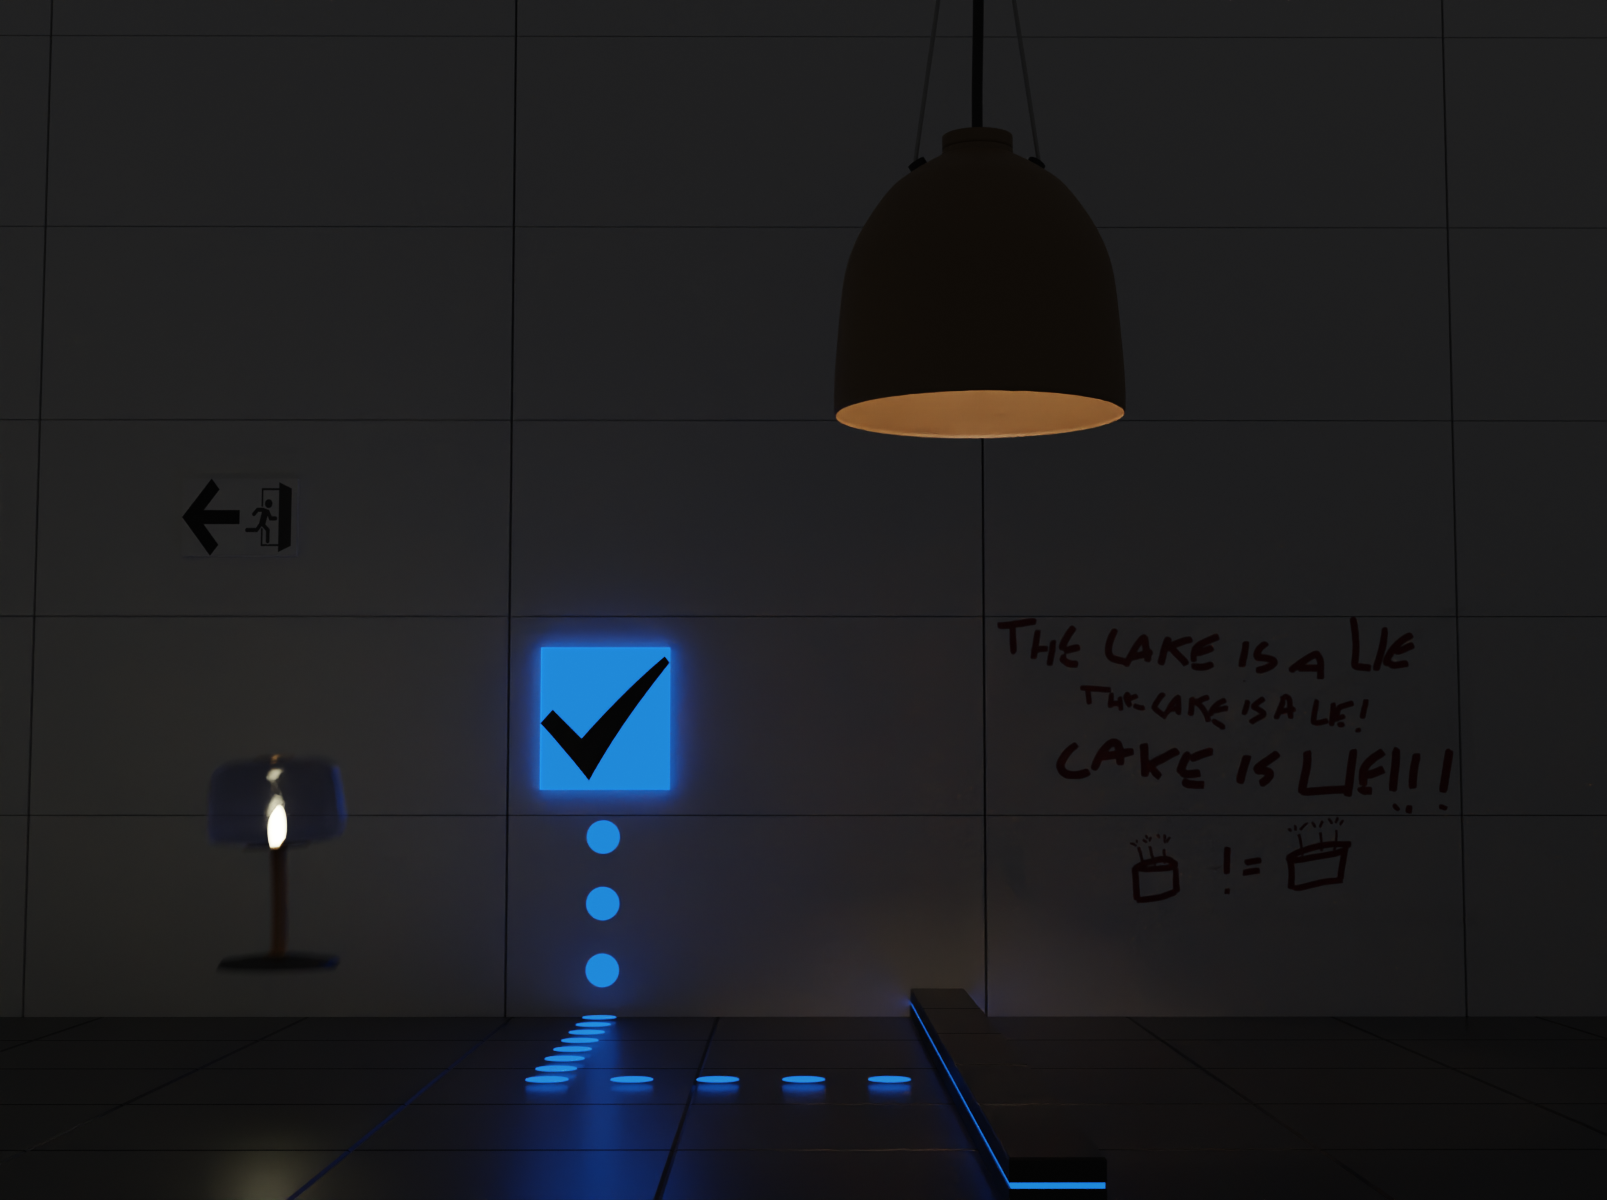 THE CAKE IS A LIE
THE CAKE IS A LIE!
CAKE IS LIE!!!
!=